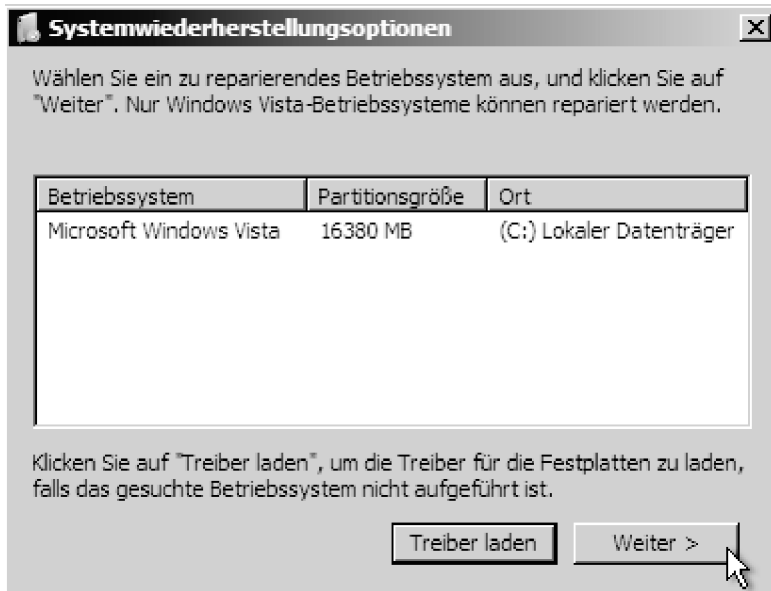 Systemwiederherstellungsoptionen
Wählen Sie ein zu reparierendes Betriebssystem aus, und klicken Sie auf
"Weiter". Nur Windows Vista-Betriebssysteme können repariert werden.
Betriebssystem Partitionsgröße Ort
Microsoft Windows Vista 16380 MB (C:) Lokaler Datenträger
Klicken Sie auf "Treiber laden", um die Treiber für die Festplatten zu laden,
falls das gesuchte Betriebssystem nicht aufgeführt ist.
Treiber laden Weiter >